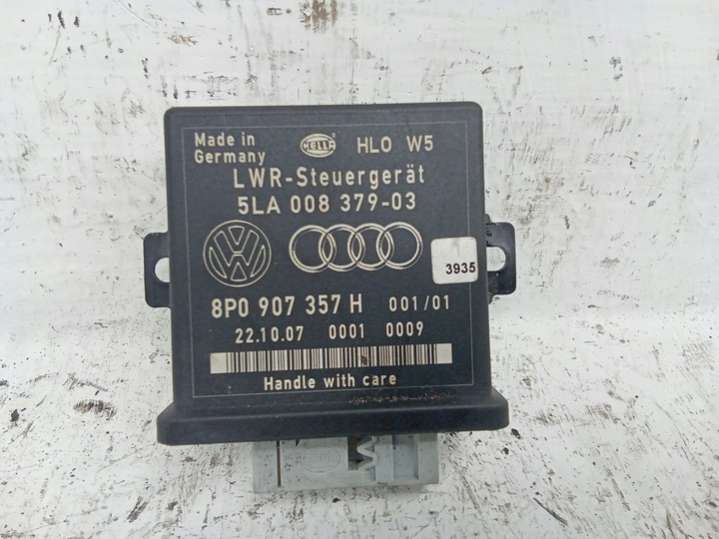 Made in
Germany
HELLA
HLO W5
LWR-Steuergerät
5LA 008 379-03
3935
8P0 907 357 H 001/01
22.10.07 0001 0009
Handle with care